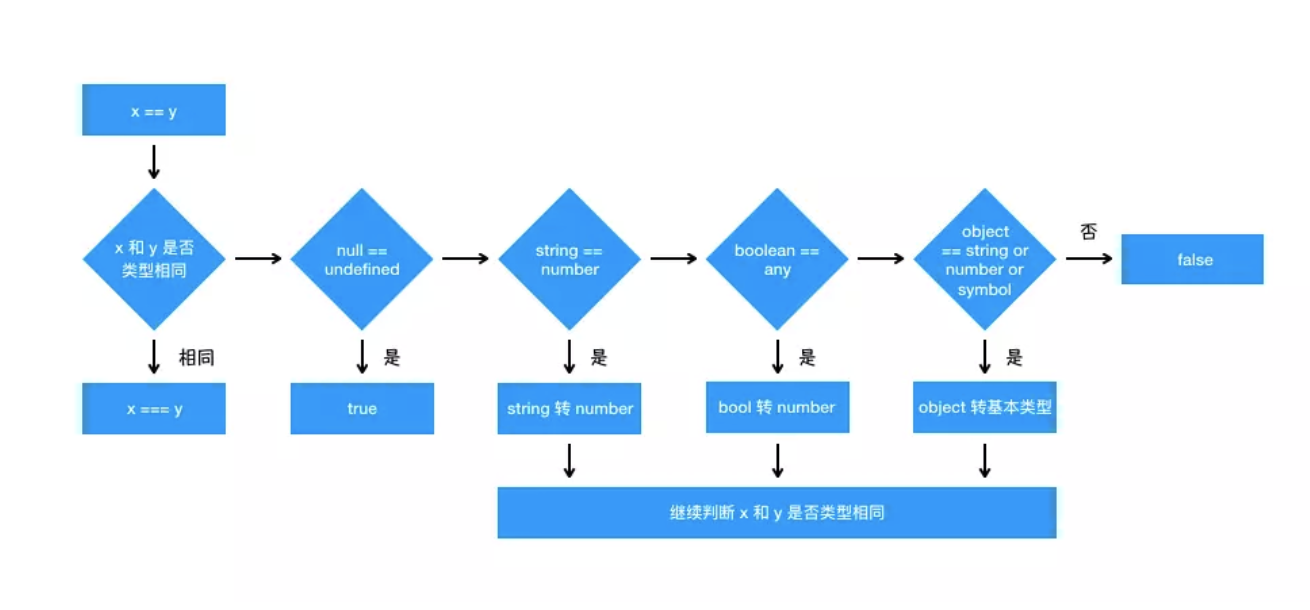 x == y
x 和 y 是否
类型相同
null ==
undefined
string ==
number
boolean ==
any
object
== string or
number or
symbol
否
false
相同
是
是
是
是
x === y
true
string 转 number
bool 转 number
object 转基本类型
继续判断 x 和 y 是否类型相同